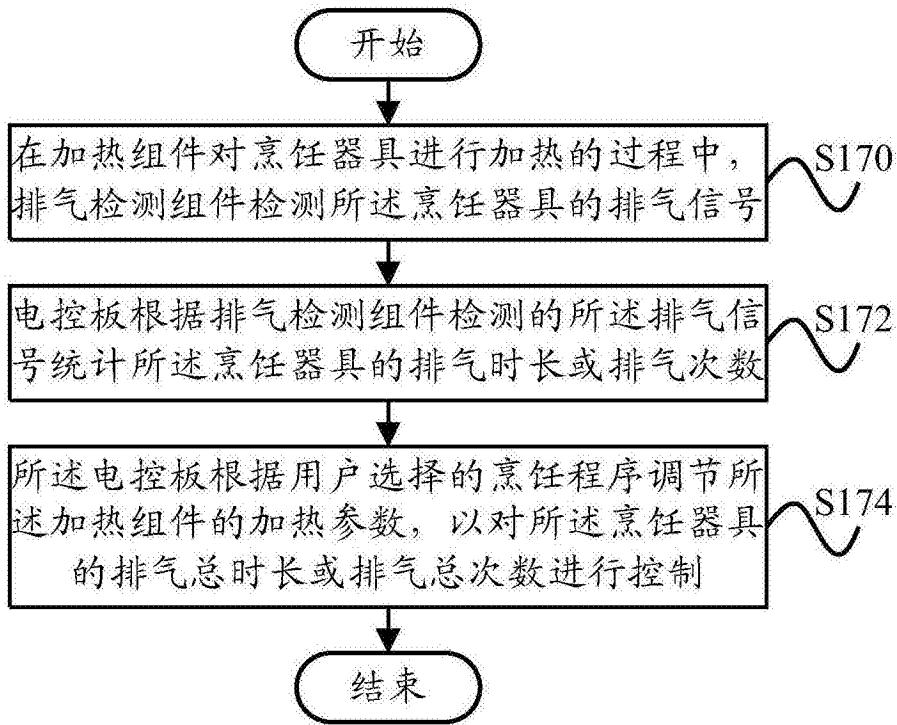 开始
在加热组件对烹饪器具进行加热的过程中，
排气检测组件检测所述烹饪器具的排气信号
S170
电控板根据排气检测组件检测的所述排气信
号统计所述烹饪器具的排气时长或排气次数
S172
所述电控板根据用户选择的烹饪程序调节所
述加热组件的加热参数，以对所述烹饪器具
的排气总时长或排气总次数进行控制
S174
结束